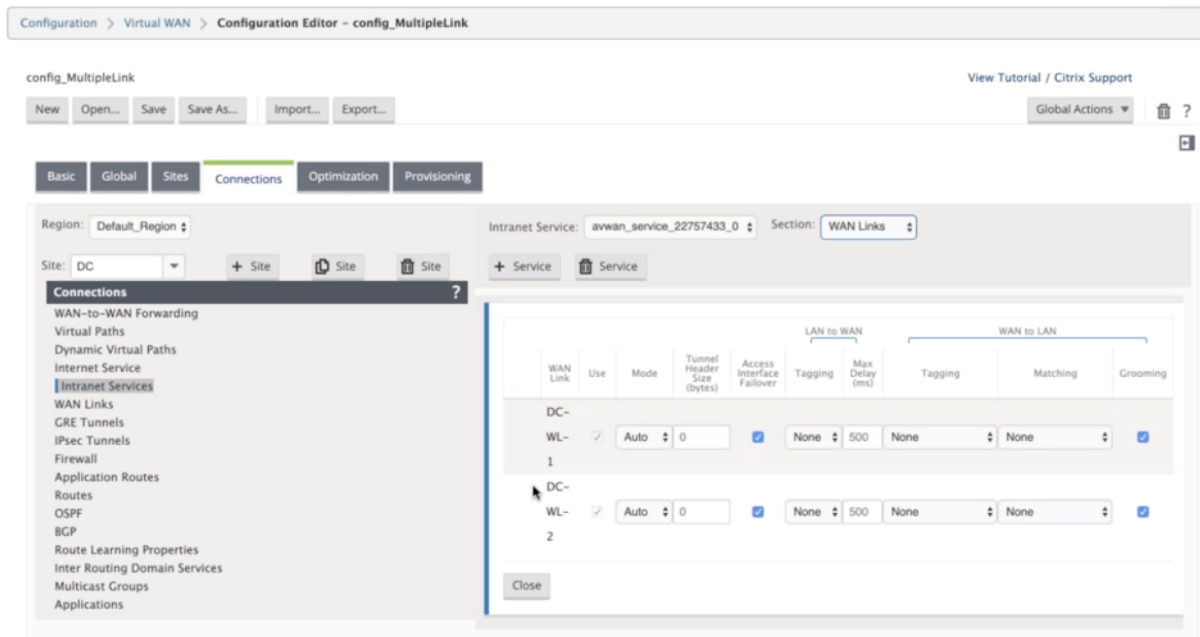 Configuration > Virtual WAN > Configuration Editor – config_MultipleLink
config_MultipleLink
View Tutorial / Citrix Support
New Open... Save Save As... Import... Export... Global Actions ?
Basic Global Sites Connections Optimization Provisioning
Region: Default_Region
Intranet Service: avwan_service_22757433_0 Section: WAN Links
Site: DC + Site Site Site
+ Service Service
Connections ?
WAN-to-WAN Forwarding
Virtual Paths
Dynamic Virtual Paths
Internet Service
Intranet Services
WAN Links
GRE Tunnels
IPsec Tunnels
Firewall
Application Routes
Routes
OSPF
BGP
Route Learning Properties
Inter Routing Domain Services
Multicast Groups
Applications
LAN to WAN WAN to LAN
WAN Link Use Mode Tunnel Header Size (bytes) Access Interface Failover Tagging Max Delay (ms) Tagging Matching Grooming
DC-
WL- Auto 0 None 500 None None
1
DC-
WL- Auto 0 None 500 None None
2
Close